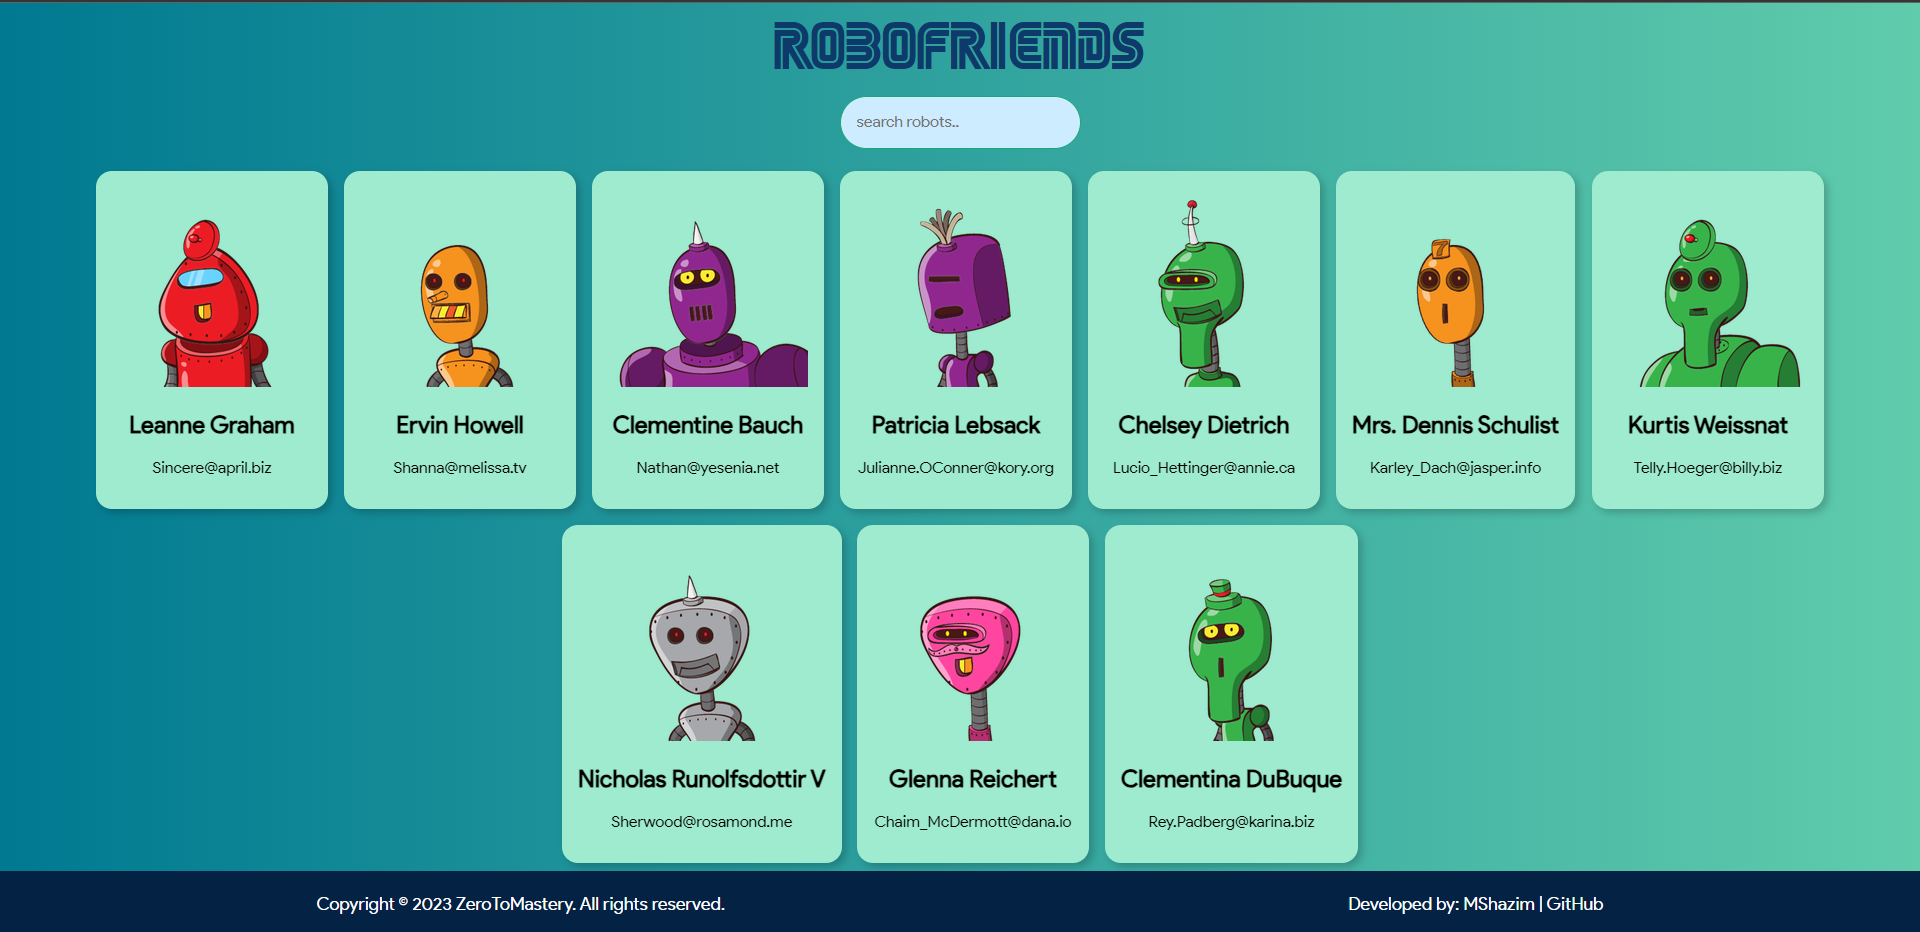 ROBOFRIENDS
search robots..
Leanne Graham
Sincere@april.biz
Ervin Howell
Shanna@melissa.tv
Clementine Bauch
Nathan@yesenia.net
Patricia Lebsack
Julianne.OConner@kory.org
Chelsey Dietrich
Lucio_Hettinger@annie.ca
7
Mrs. Dennis Schulist
Karley_Dach@jasper.info
Kurtis Weissnat
Telly.Hoeger@billy.biz
Nicholas Runolfsdottir V
Sherwood@rosamond.me
Glenna Reichert
Chaim_McDermott@dana.io
Clementina DuBuque
Rey.Padberg@karina.biz
Copyright © 2023 ZeroToMastery. All rights reserved.
Developed by: MShazim | GitHub